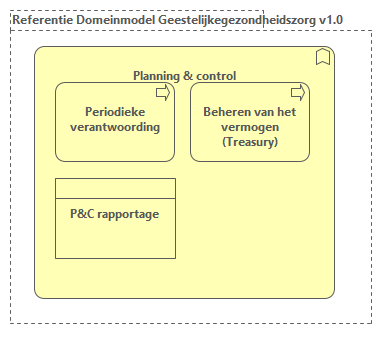 Referentie Domeinmodel Geestelijkegezondheidszorg v1.0
Planning & control
Periodieke
verantwoording
Beheren van het
vermogen
(Treasury)
P&C rapportage